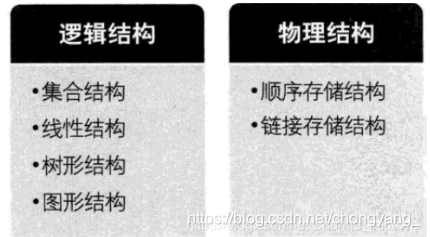 逻辑结构
•集合结构
•线性结构
•树形结构
•图形结构
物理结构
•顺序存储结构
•链接存储结构
https://blog.csdn.net/chongyang_